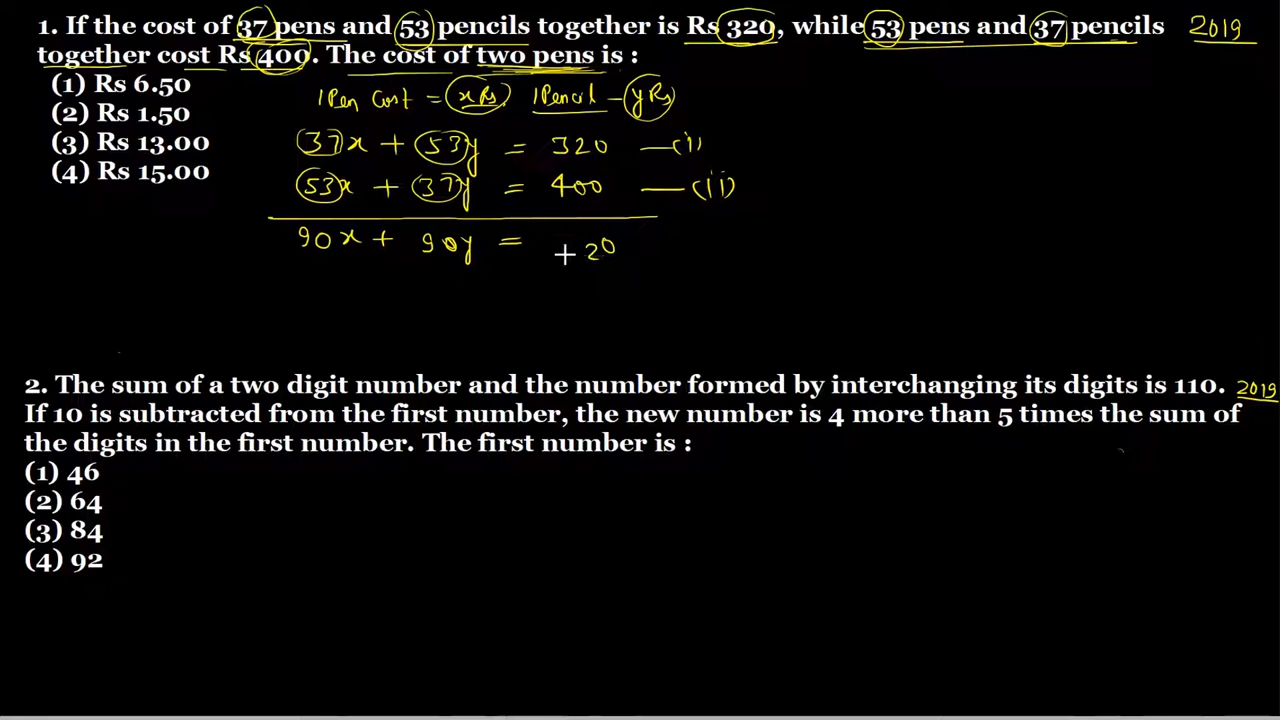 1. If the cost of 37 pens and 53 pencils together is Rs 320, while 53 pens and 37 pencils 2019
together cost Rs 400. The cost of two pens is :
(1) Rs 6.50
(2) Rs 1.50
(3) Rs 13.00
(4) Rs 15.00
1 Pen Cost = x Rs. 1 Pencil - y Rs
37x + 53y = 320 —(i)
53x + 37y = 400 —(ii)
90x + 90y = 20
2. The sum of a two digit number and the number formed by interchanging its digits is 110. 2019
If 10 is subtracted from the first number, the new number is 4 more than 5 times the sum of
the digits in the first number. The first number is :
(1) 46
(2) 64
(3) 84
(4) 92